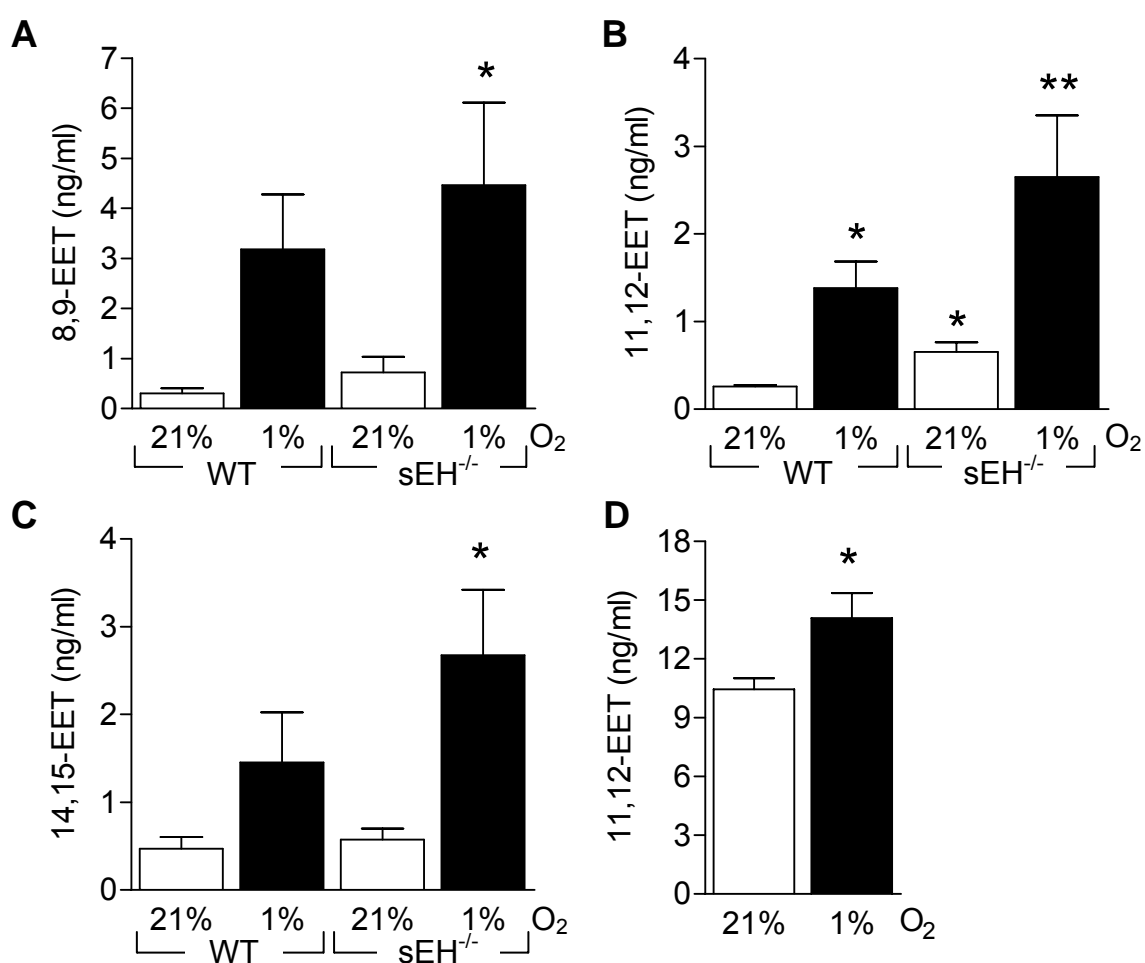 A
8,9-EET (ng/ml)
7
6
5
4
3
2
1
0
*
21% 1% 21% 1% O₂
WT sEH⁻/⁻
B
11,12-EET (ng/ml)
4
3
2
1
0
**
*
*
21% 1% 21% 1% O₂
WT sEH⁻/⁻
C
14,15-EET (ng/ml)
4
3
2
1
0
*
21% 1% 21% 1% O₂
WT sEH⁻/⁻
D
11,12-EET (ng/ml)
18
15
12
9
6
3
0
*
21% 1% O₂